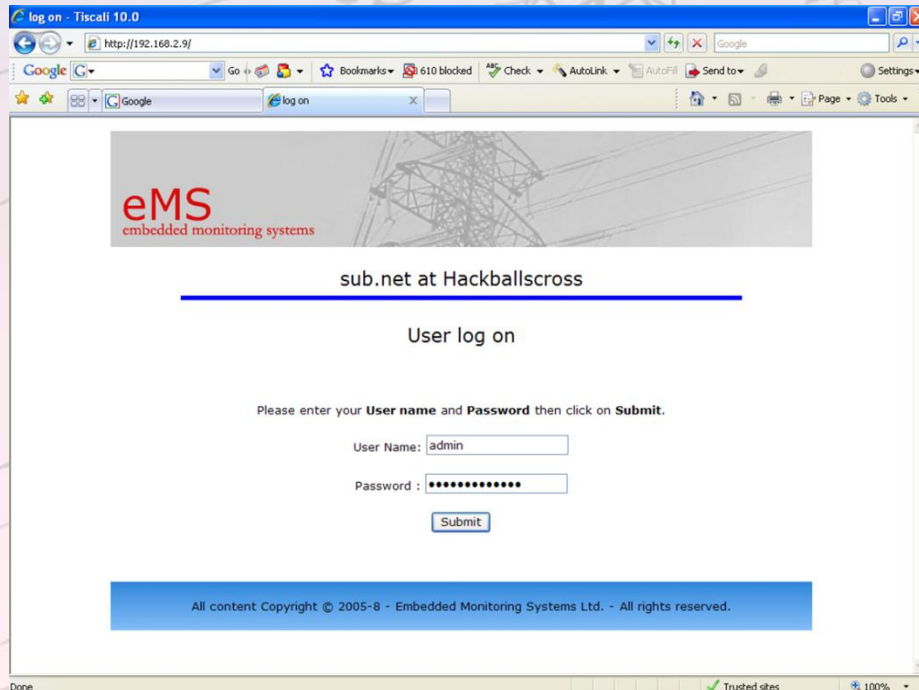 log on - Tiscali 10.0
http://192.168.2.9/
Google
Google G
Go
Bookmarks
610 blocked
Check
AutoLink
AutoFill
Send to
Settings
Google
log on
Page
Tools
eMS
embedded monitoring systems
sub.net at Hackballscross
User log on
Please enter your User name and Password then click on Submit.
User Name: admin
Password : •••••••••••••
Submit
All content Copyright © 2005-8 - Embedded Monitoring Systems Ltd. - All rights reserved.
Done
Trusted sites
100%